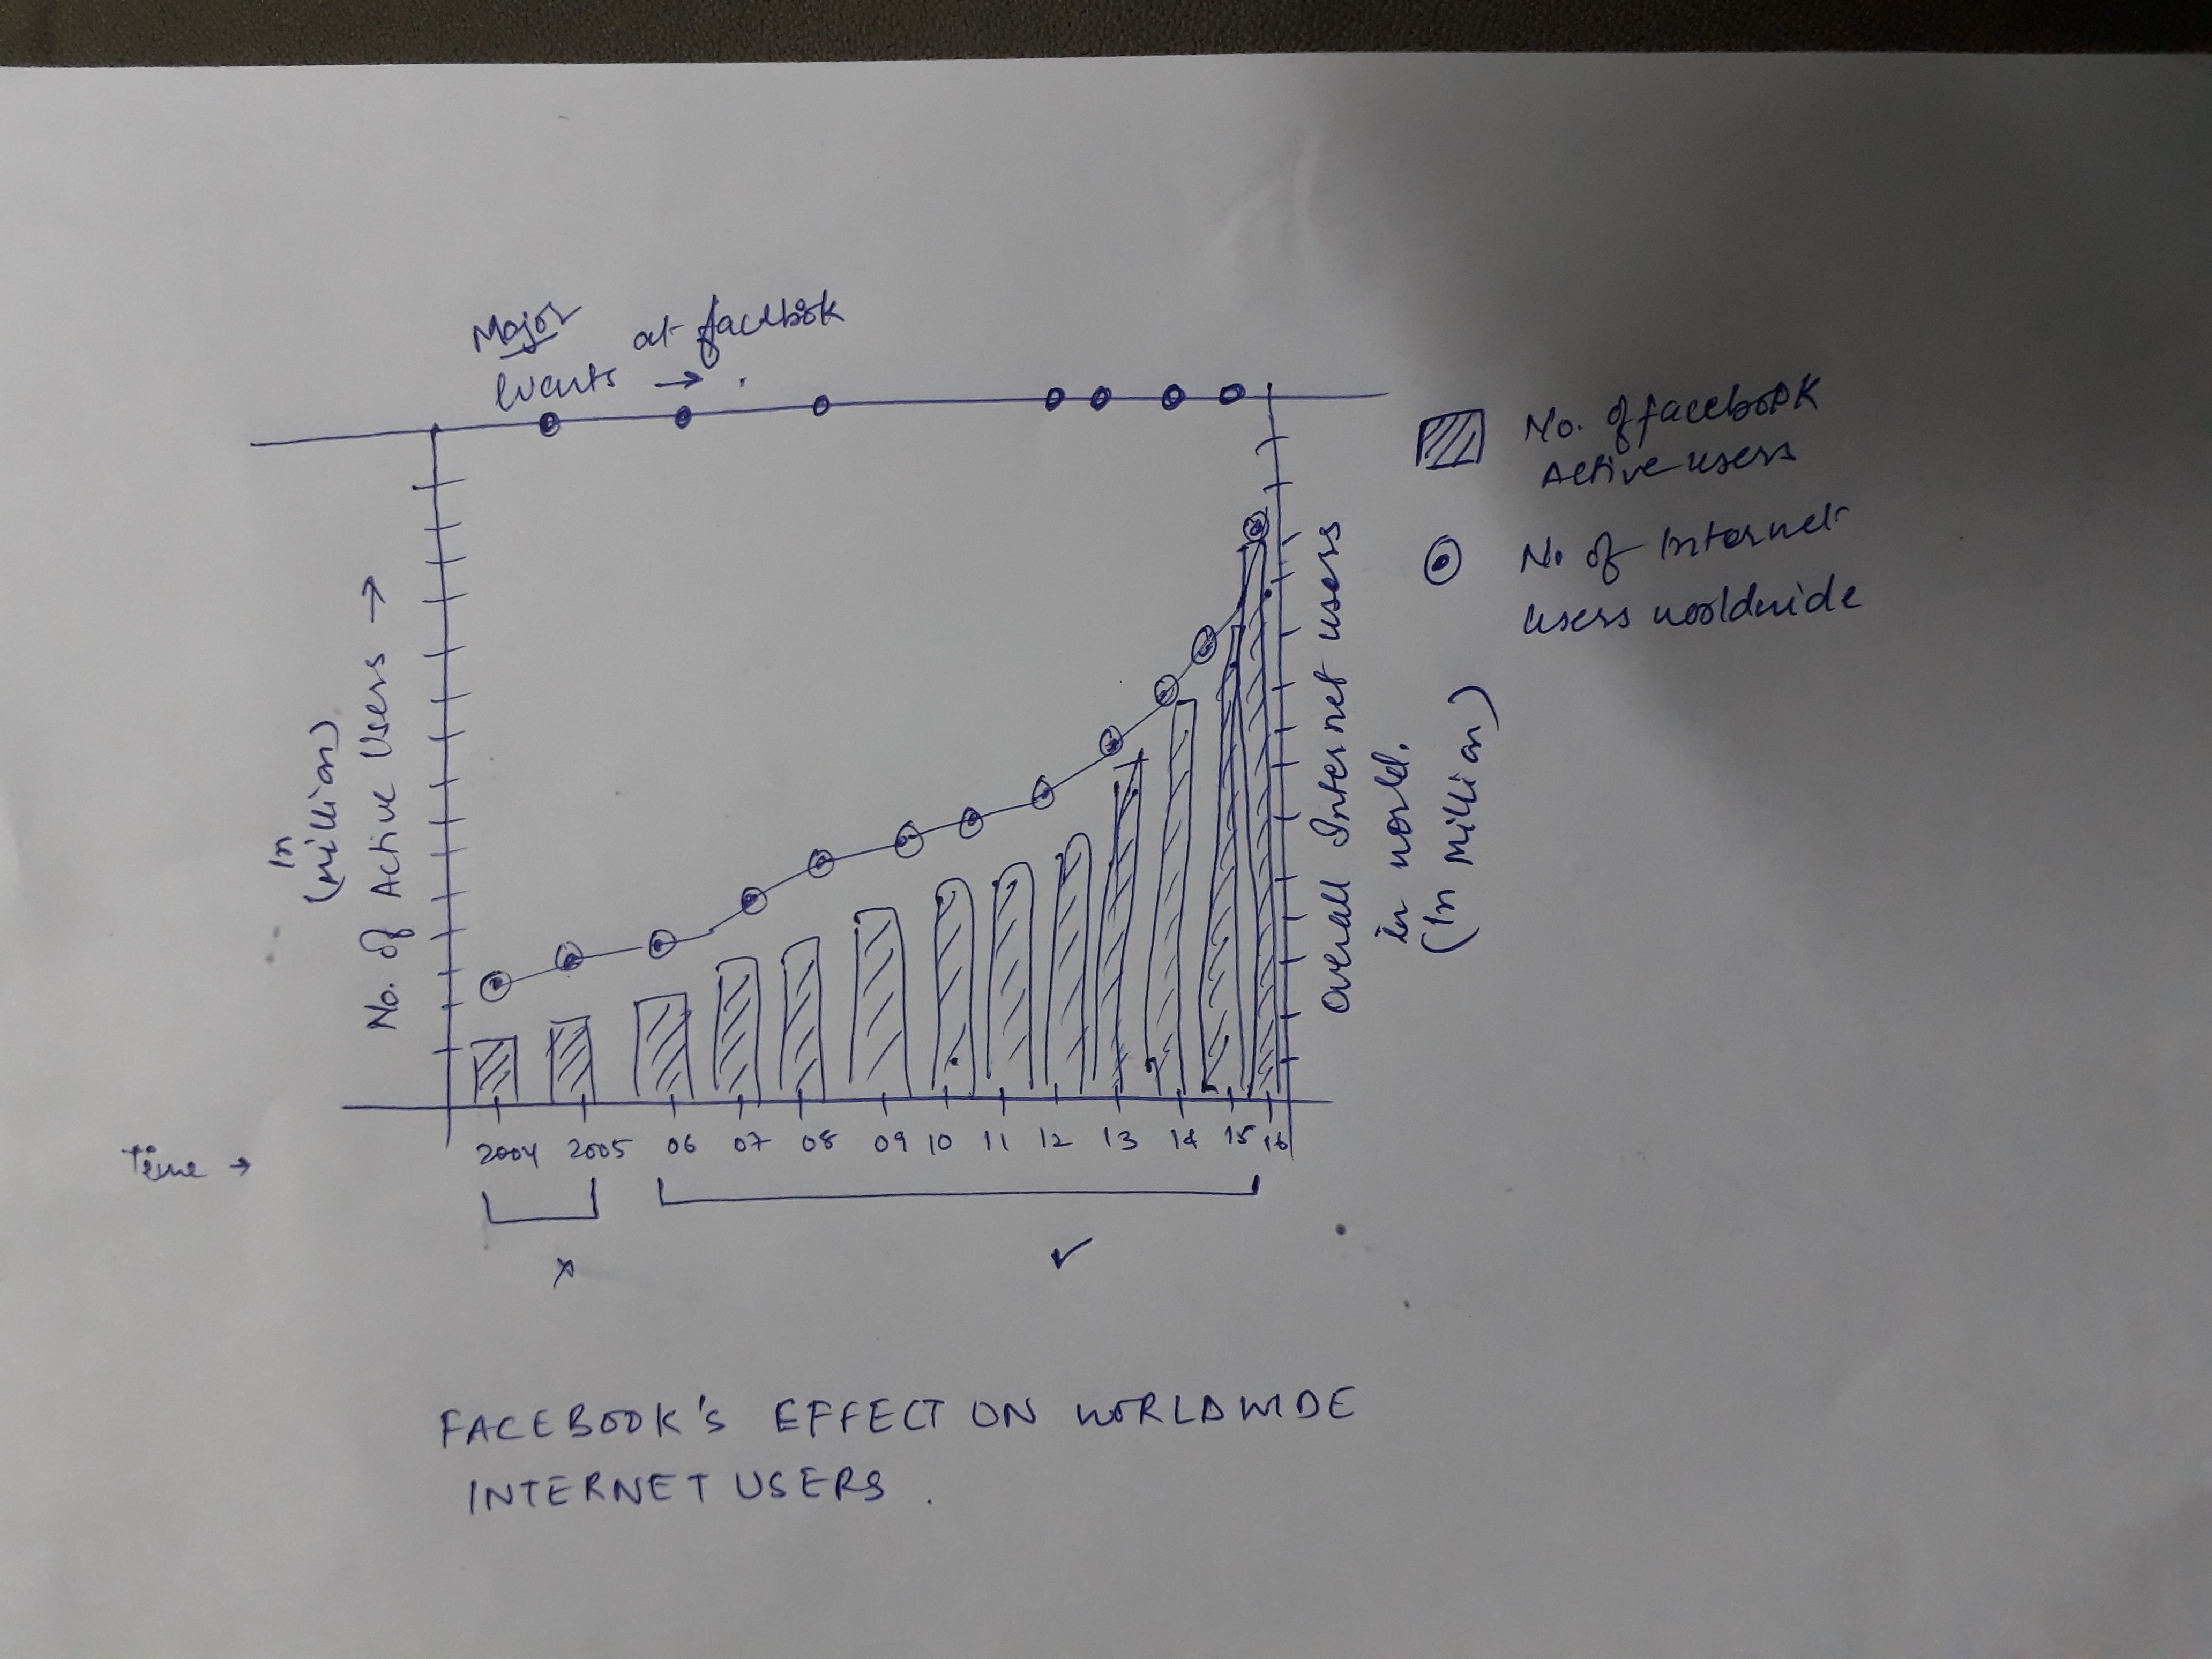 Major
events → at facebook
No. of facebook
Active users
No. of Internet
users worldwide
In
(million)
No. of Active Users →
Overall Internet users
in world.
(In Million)
Time →
2004 2005 06 07 08 09 10 11 12 13 14 15 16
x ✓
FACEBOOK'S EFFECT ON WORLDWIDE
INTERNET USERS.